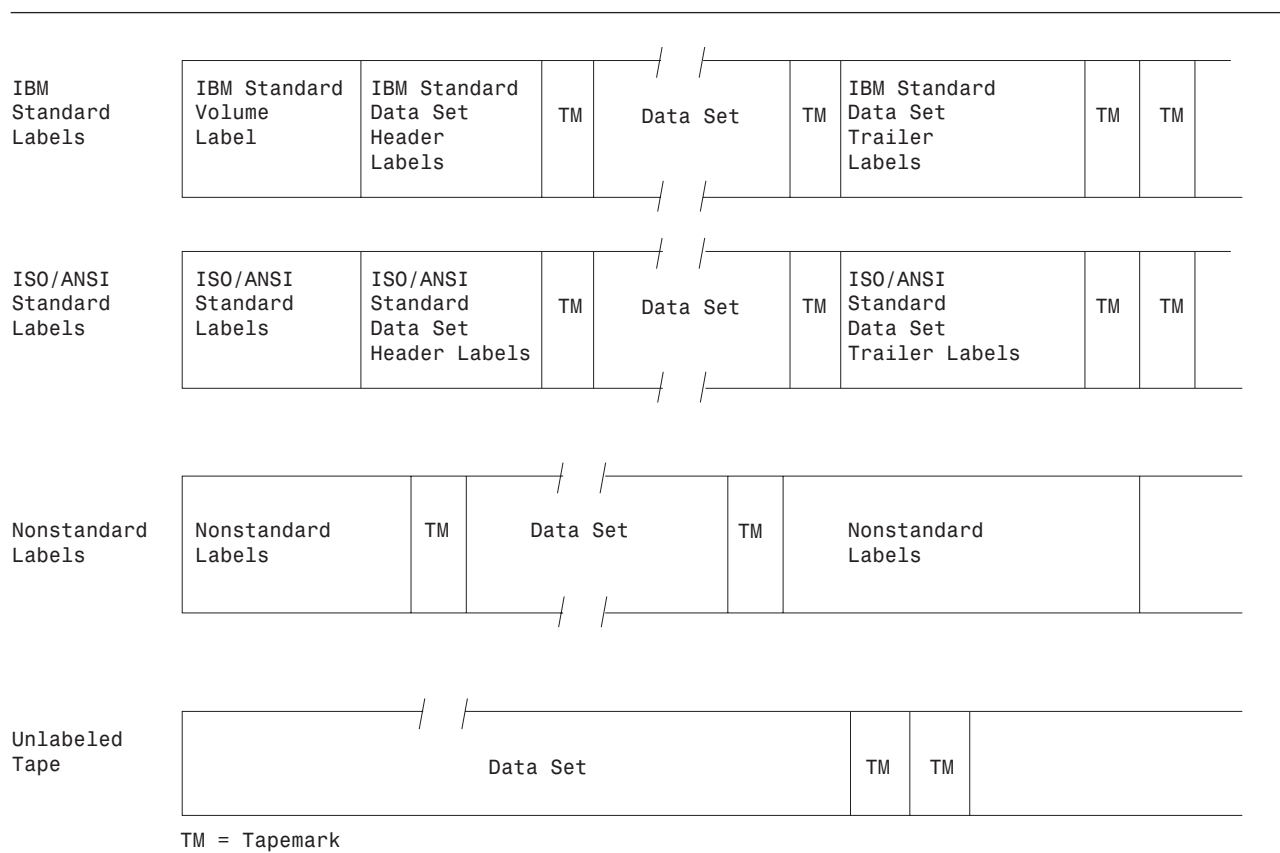 IBM
Standard
Labels
IBM Standard
Volume
Label
IBM Standard
Data Set
Header
Labels
TM
Data Set
TM
IBM Standard
Data Set
Trailer
Labels
TM
TM
ISO/ANSI
Standard
Labels
ISO/ANSI
Standard
Labels
ISO/ANSI
Standard
Data Set
Header Labels
TM
Data Set
TM
ISO/ANSI
Standard
Data Set
Trailer Labels
TM
TM
Nonstandard
Labels
Nonstandard
Labels
TM
Data Set
TM
Nonstandard
Labels
Unlabeled
Tape
Data Set
TM
TM
TM = Tapemark